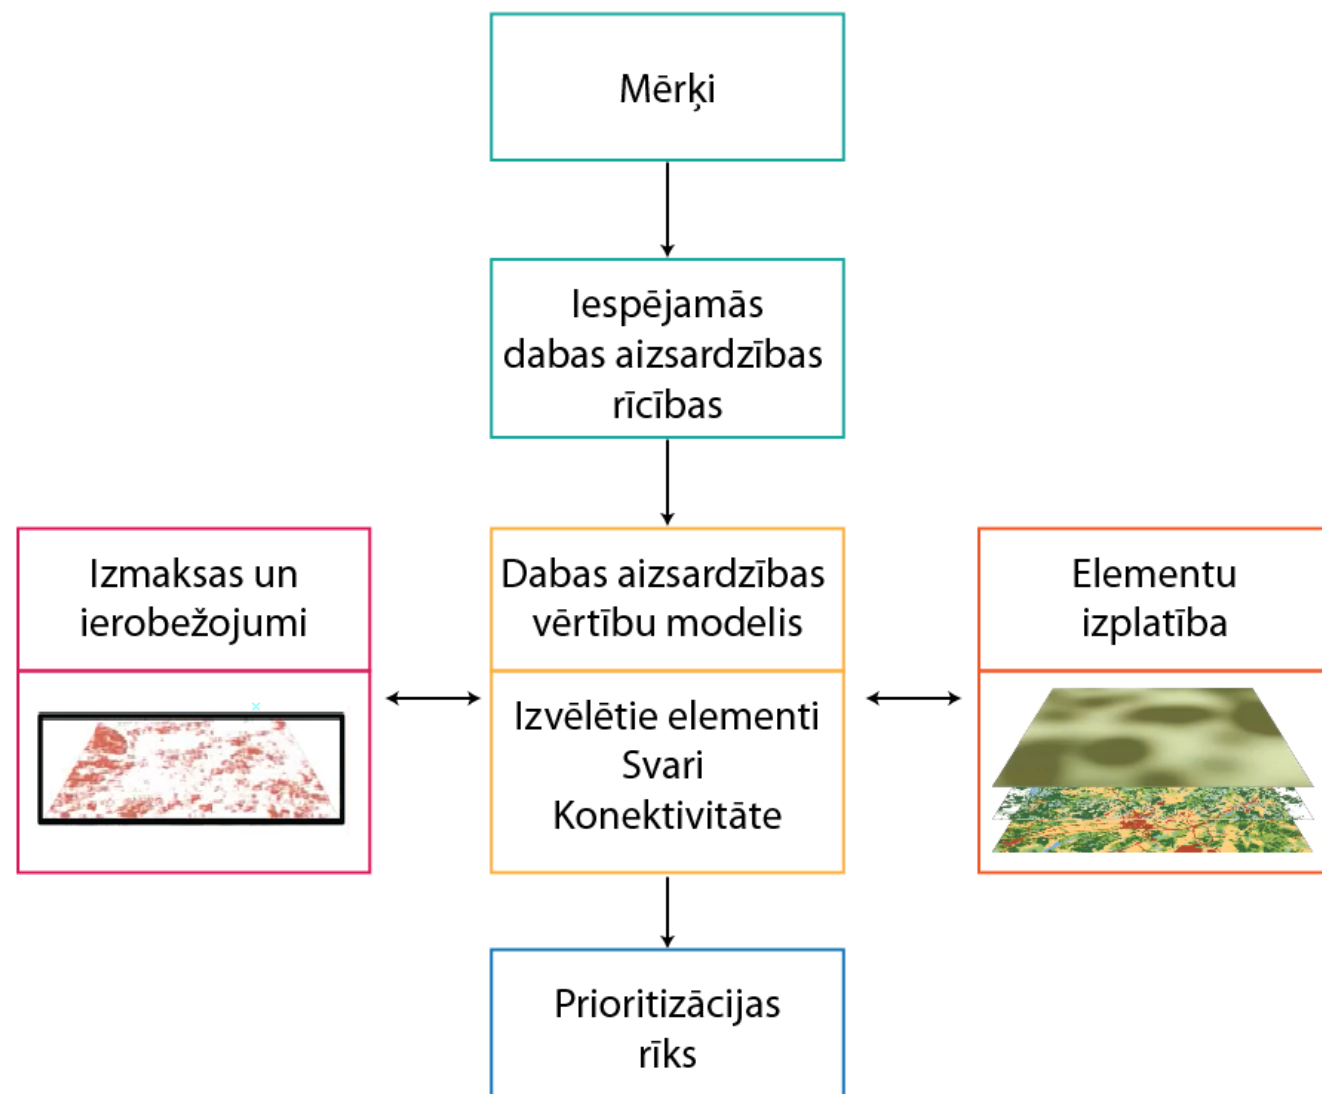 Mērķi
Iespējamās
dabas aizsardzības
rīcības
Izmaksas un
ierobežojumi
Dabas aizsardzības
vērtību modelis
Izvēlētie elementi
Svari
Konektivitāte
Elementu
izplatība
Prioritizācijas
rīks